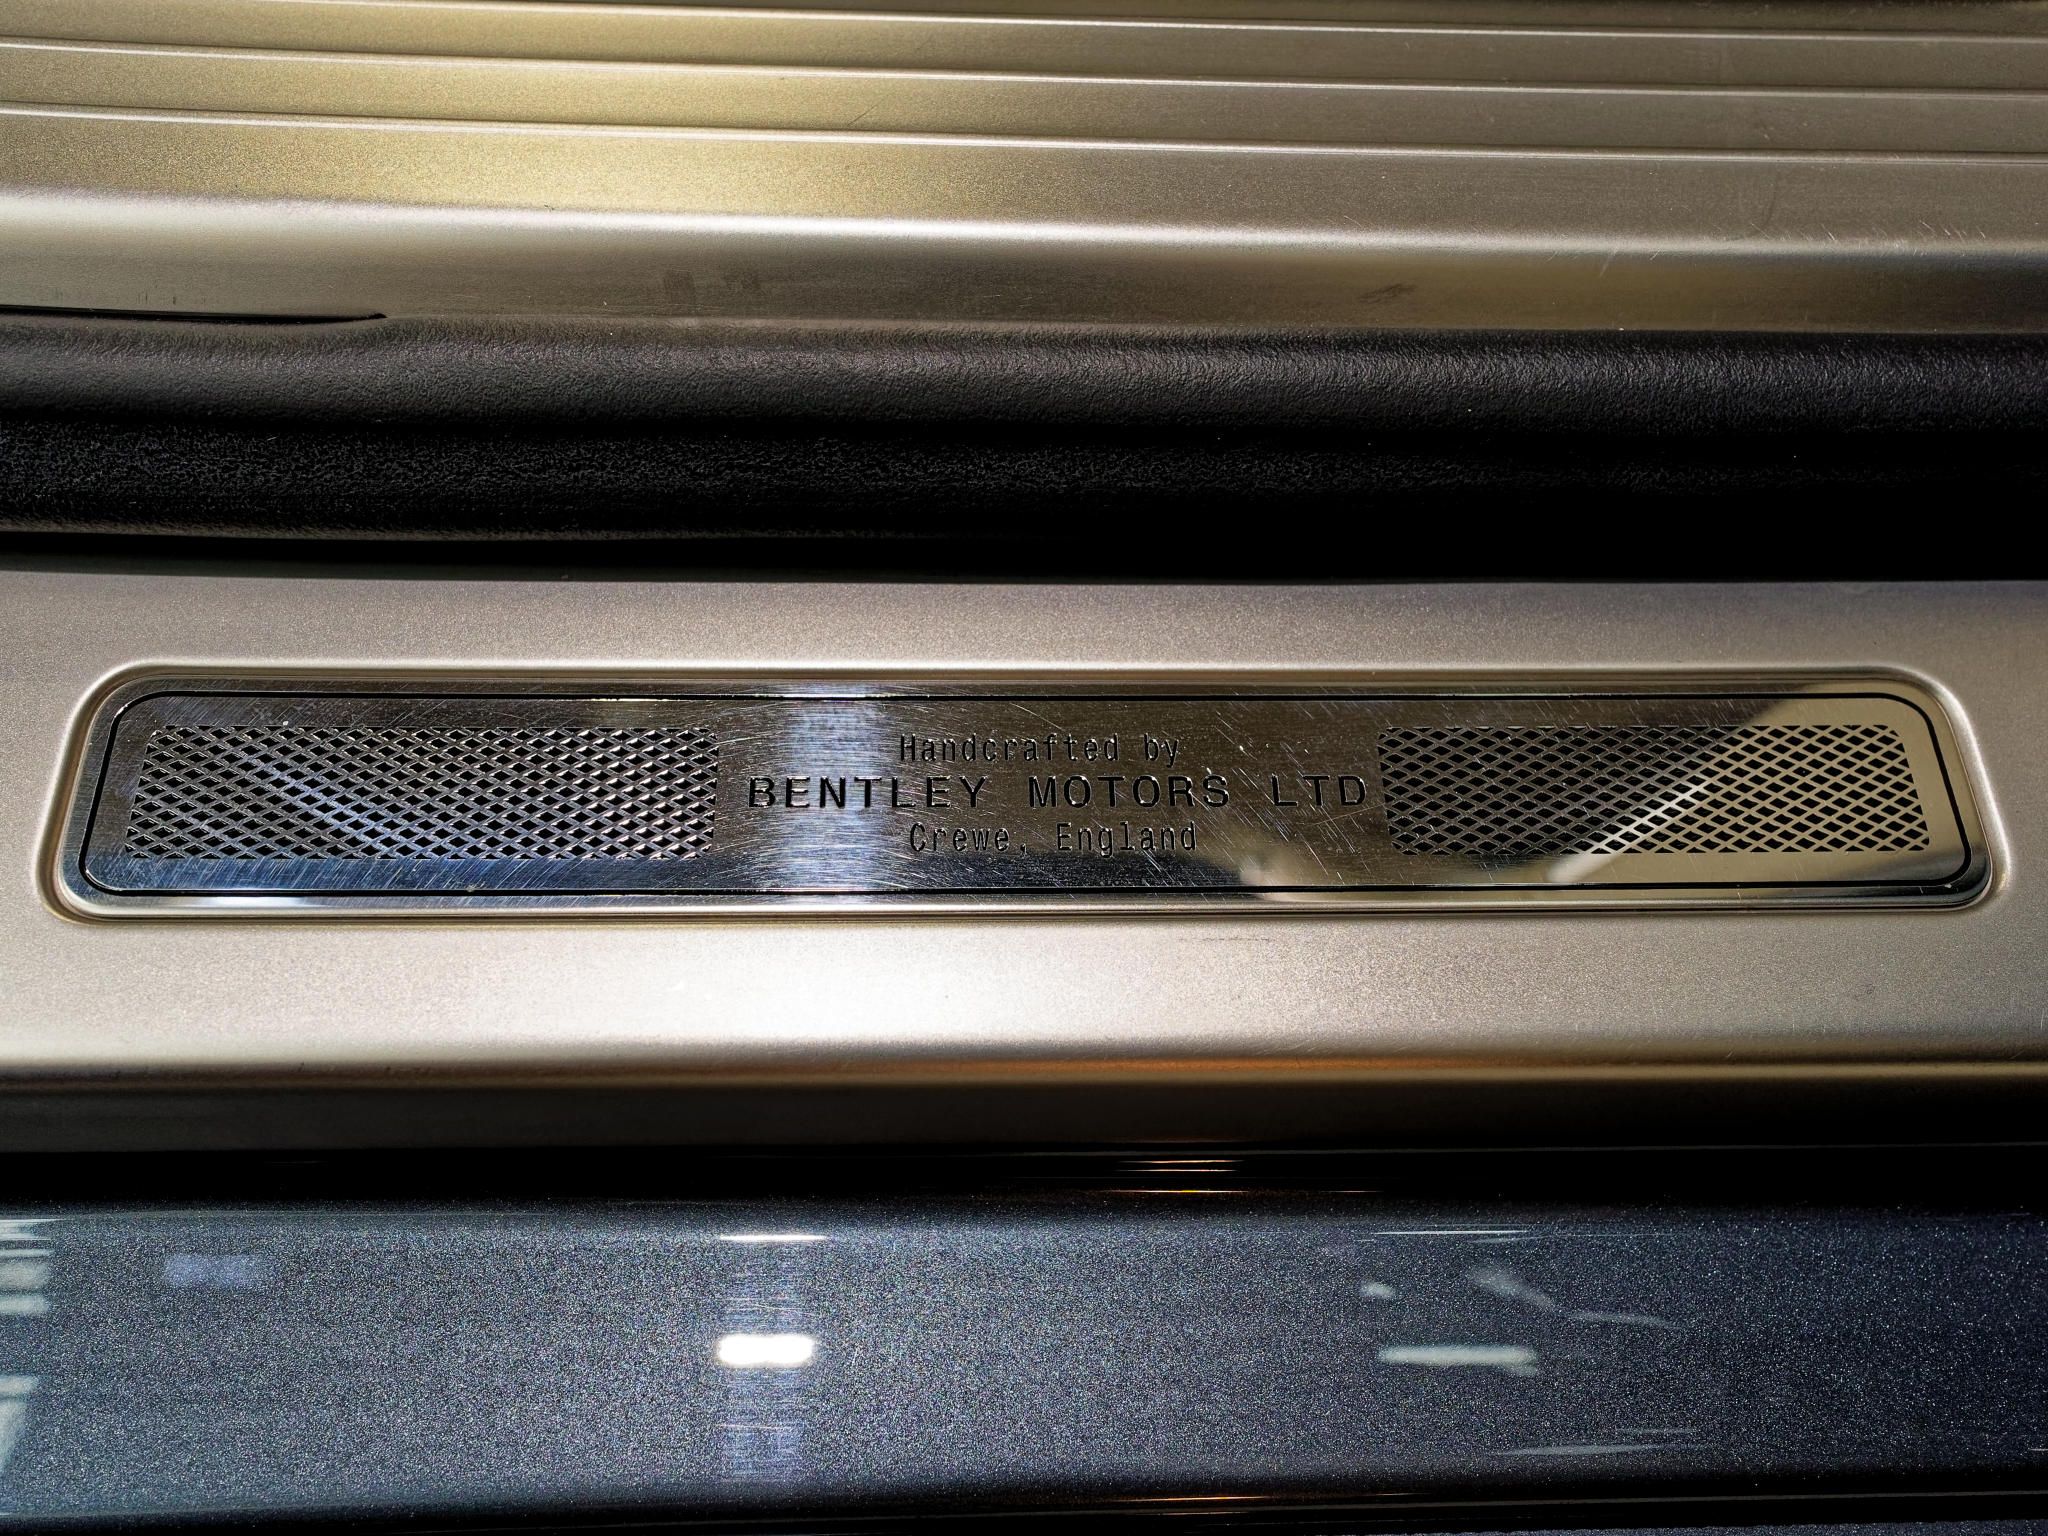 Handcrafted by
BENTLEY MOTORS LTD
Crewe, England